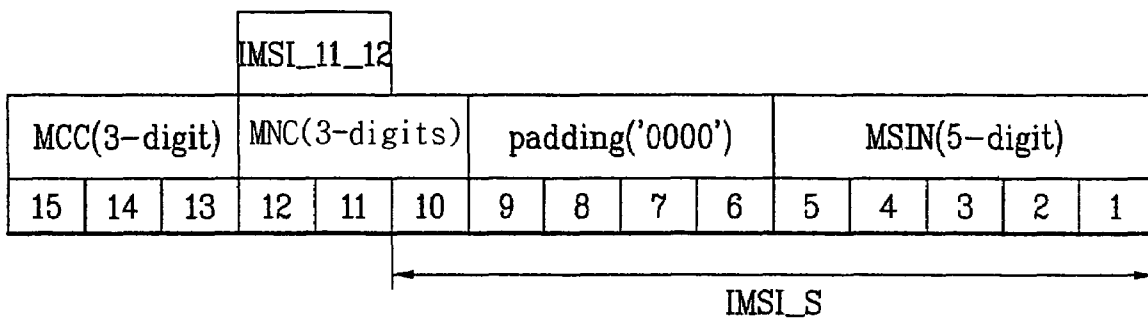 IMSI_11_12
MCC(3-digit) MNC(3-digits) padding('0000') MSIN(5-digit)
15 14 13 12 11 10 9 8 7 6 5 4 3 2 1
IMSI_S